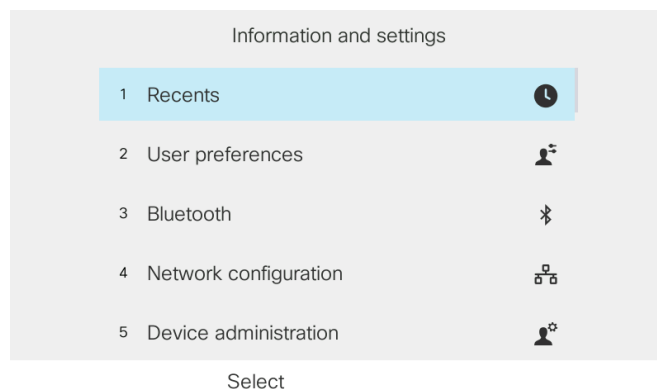 Information and settings
1 Recents
2 User preferences
3 Bluetooth
4 Network configuration
5 Device administration
Select